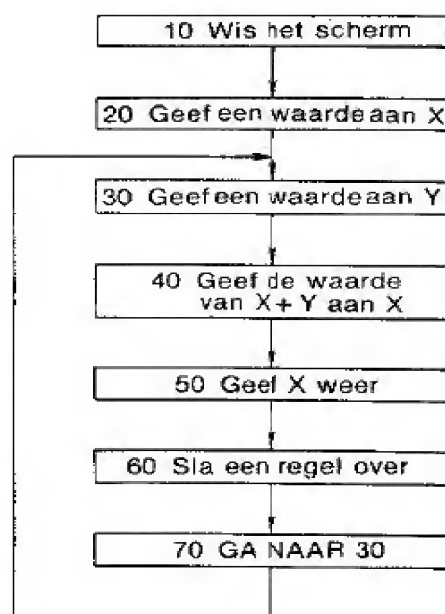 10 Wis het scherm
20 Geef een waarde aan X
30 Geef een waarde aan Y
40 Geef de waarde
van X+Y aan X
50 Geef X weer
60 Sla een regel over
70 GA NAAR 30